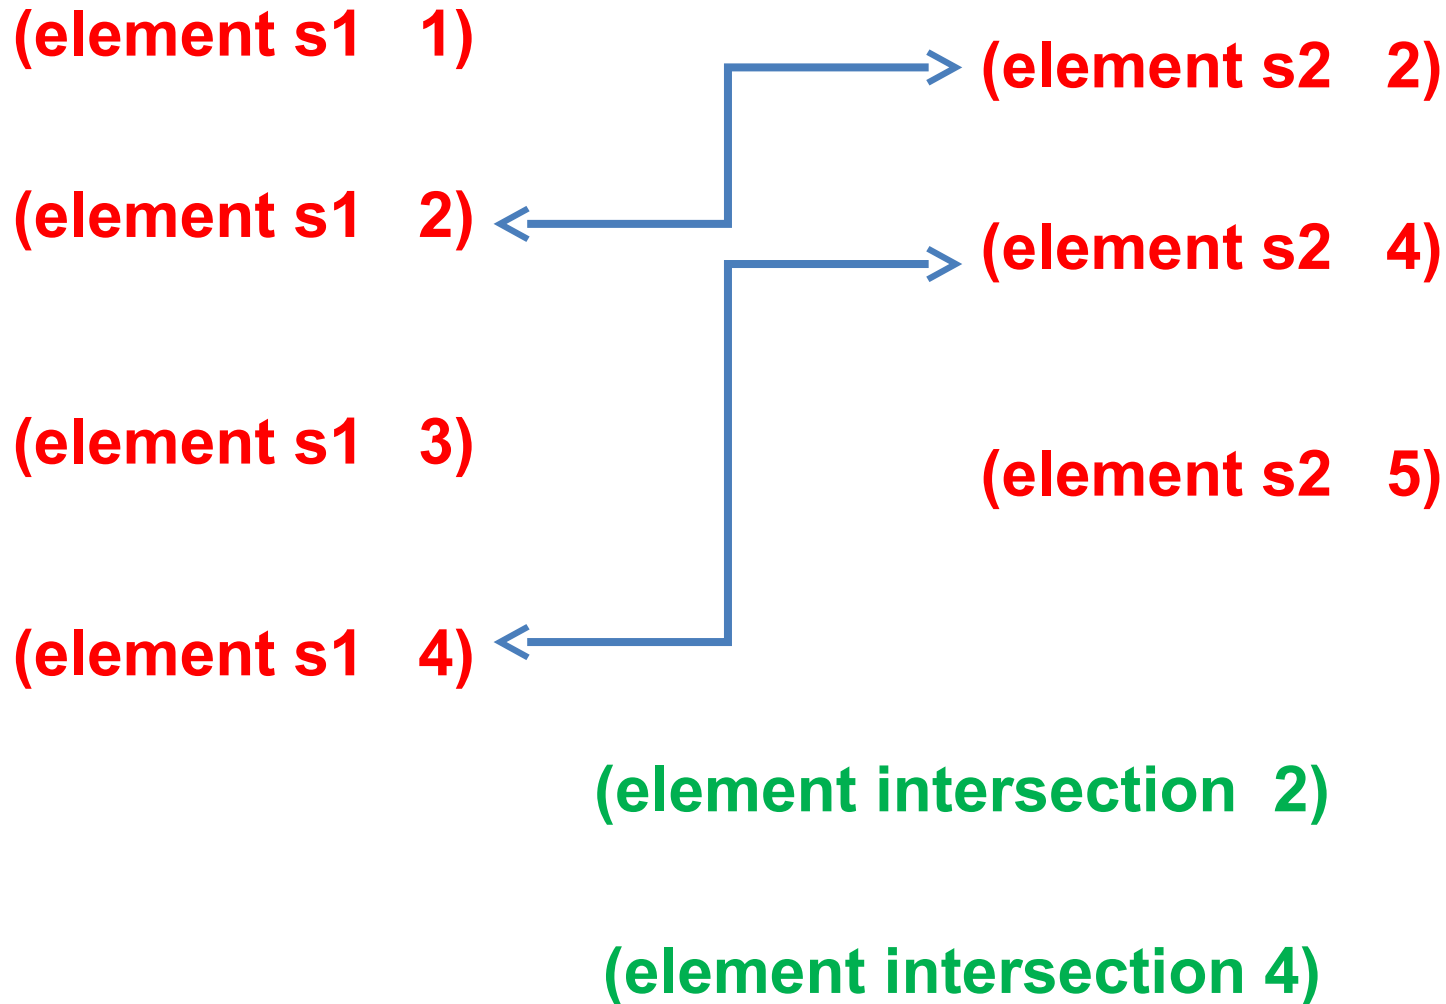 (element s1 1)
(element s2 2)
(element s1 2)
(element s2 4)
(element s1 3)
(element s2 5)
(element s1 4)
(element intersection 2)
(element intersection 4)